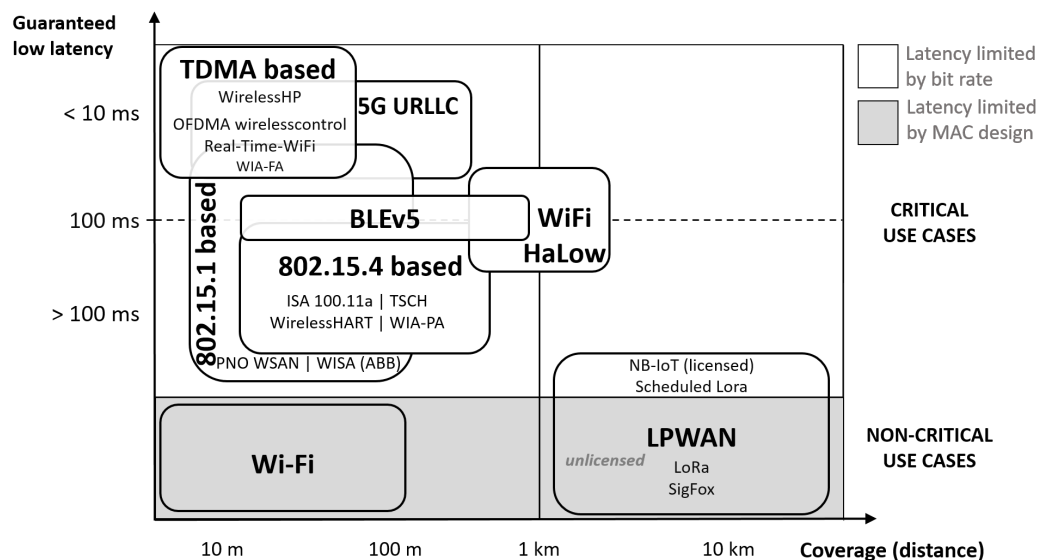 Guaranteed
low latency
TDMA based
WirelessHP
OFDMA wirelesscontrol
Real-Time-WiFi
WIA-FA
5G URLLC
Latency limited
by bit rate
Latency limited
by MAC design
< 10 ms
100 ms
> 100 ms
802.15.1 based
BLEv5
WiFi
HaLow
802.15.4 based
ISA 100.11a | TSCH
WirelessHART | WIA-PA
PNO WSAN | WISA (ABB)
CRITICAL
USE CASES
NB-IoT (licensed)
Scheduled Lora
LPWAN
unlicensed
LoRa
SigFox
Wi-Fi
NON-CRITICAL
USE CASES
10 m
100 m
1 km
10 km
Coverage (distance)